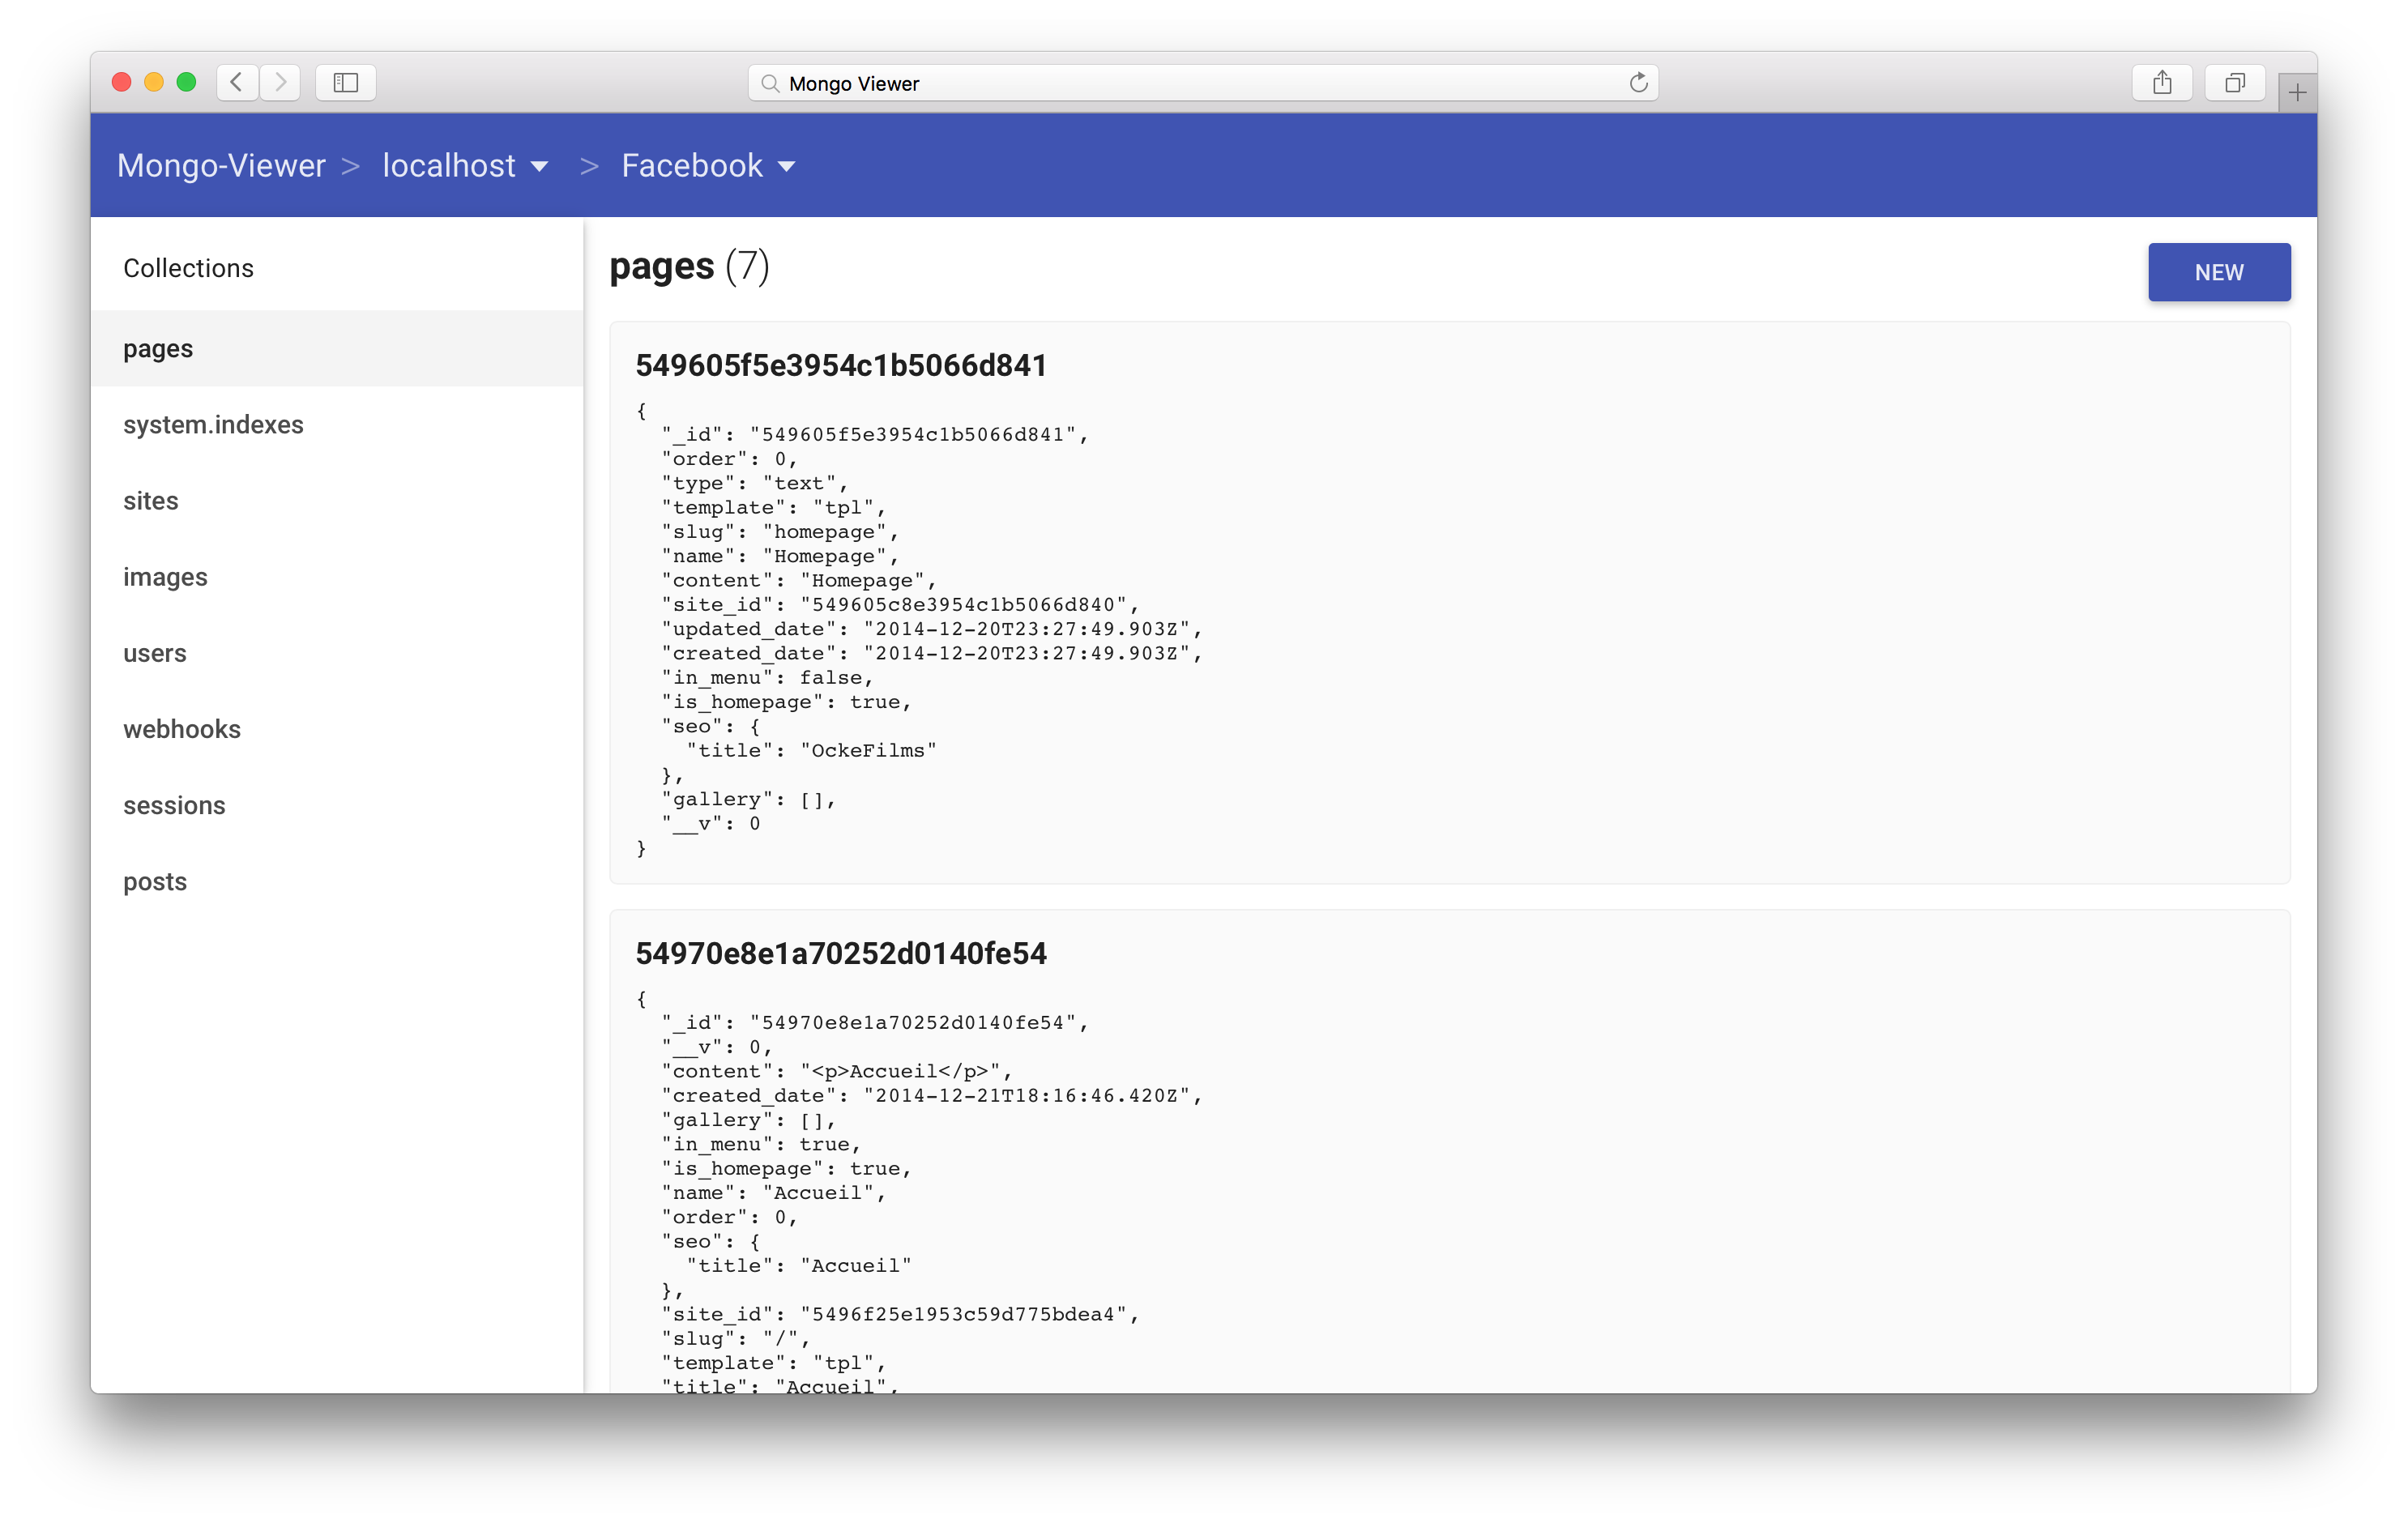 Mongo Viewer
Mongo-Viewer > localhost > Facebook
Collections
pages
system.indexes
sites
images
users
webhooks
sessions
posts
pages (7)
NEW
549605f5e3954c1b5066d841
{
  "_id": "549605f5e3954c1b5066d841",
  "order": 0,
  "type": "text",
  "template": "tpl",
  "slug": "homepage",
  "name": "Homepage",
  "content": "Homepage",
  "site_id": "549605c8e3954c1b5066d840",
  "updated_date": "2014-12-20T23:27:49.903Z",
  "created_date": "2014-12-20T23:27:49.903Z",
  "in_menu": false,
  "is_homepage": true,
  "seo": {
    "title": "OckeFilms"
  },
  "gallery": [],
  "__v": 0
}
54970e8e1a70252d0140fe54
{
  "_id": "54970e8e1a70252d0140fe54",
  "__v": 0,
  "content": "<p>Accueil</p>",
  "created_date": "2014-12-21T18:16:46.420Z",
  "gallery": [],
  "in_menu": true,
  "is_homepage": true,
  "name": "Accueil",
  "order": 0,
  "seo": {
    "title": "Accueil"
  },
  "site_id": "5496f25e1953c59d775bdea4",
  "slug": "/",
  "template": "tpl",
  "title": "Accueil",